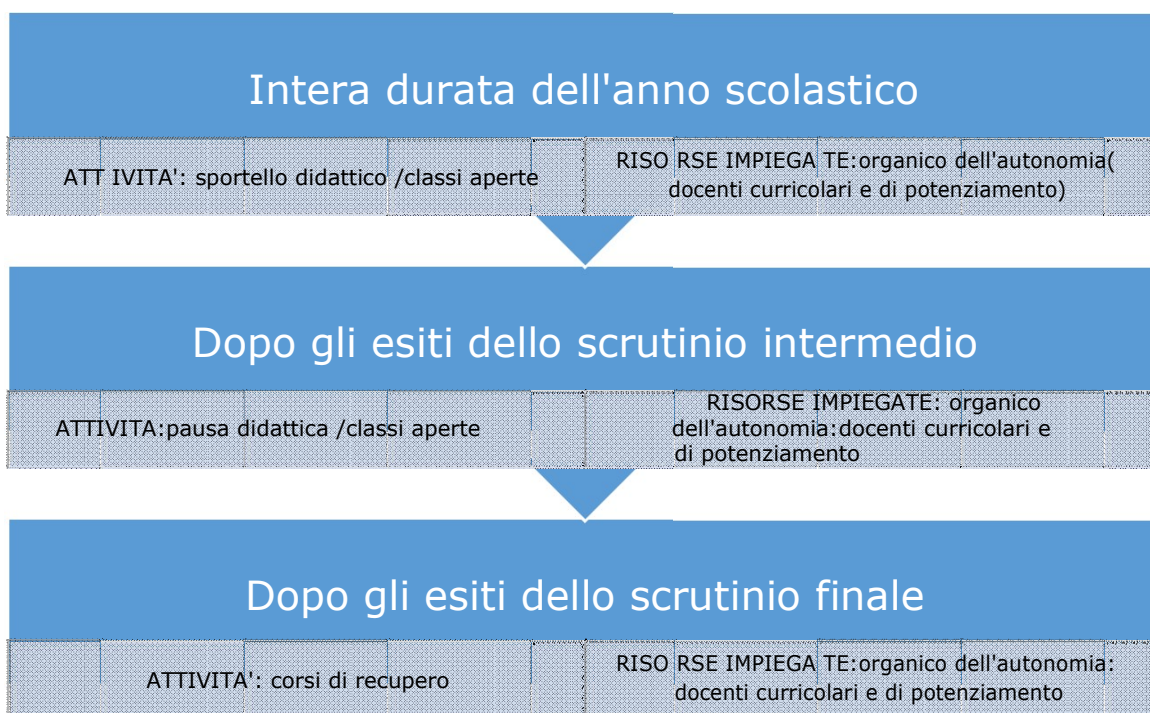 Intera durata dell'anno scolastico
ATT IVITA': sportello didattico /classi aperte
RISO RSE IMPIEGA TE:organico dell'autonomia(
docenti curricolari e di potenziamento)
Dopo gli esiti dello scrutinio intermedio
ATTIVITA:pausa didattica /classi aperte
RISORSE IMPIEGATE: organico
dell'autonomia:docenti curricolari e
di potenziamento
Dopo gli esiti dello scrutinio finale
ATTIVITA': corsi di recupero
RISO RSE IMPIEGA TE:organico dell'autonomia:
docenti curricolari e di potenziamento